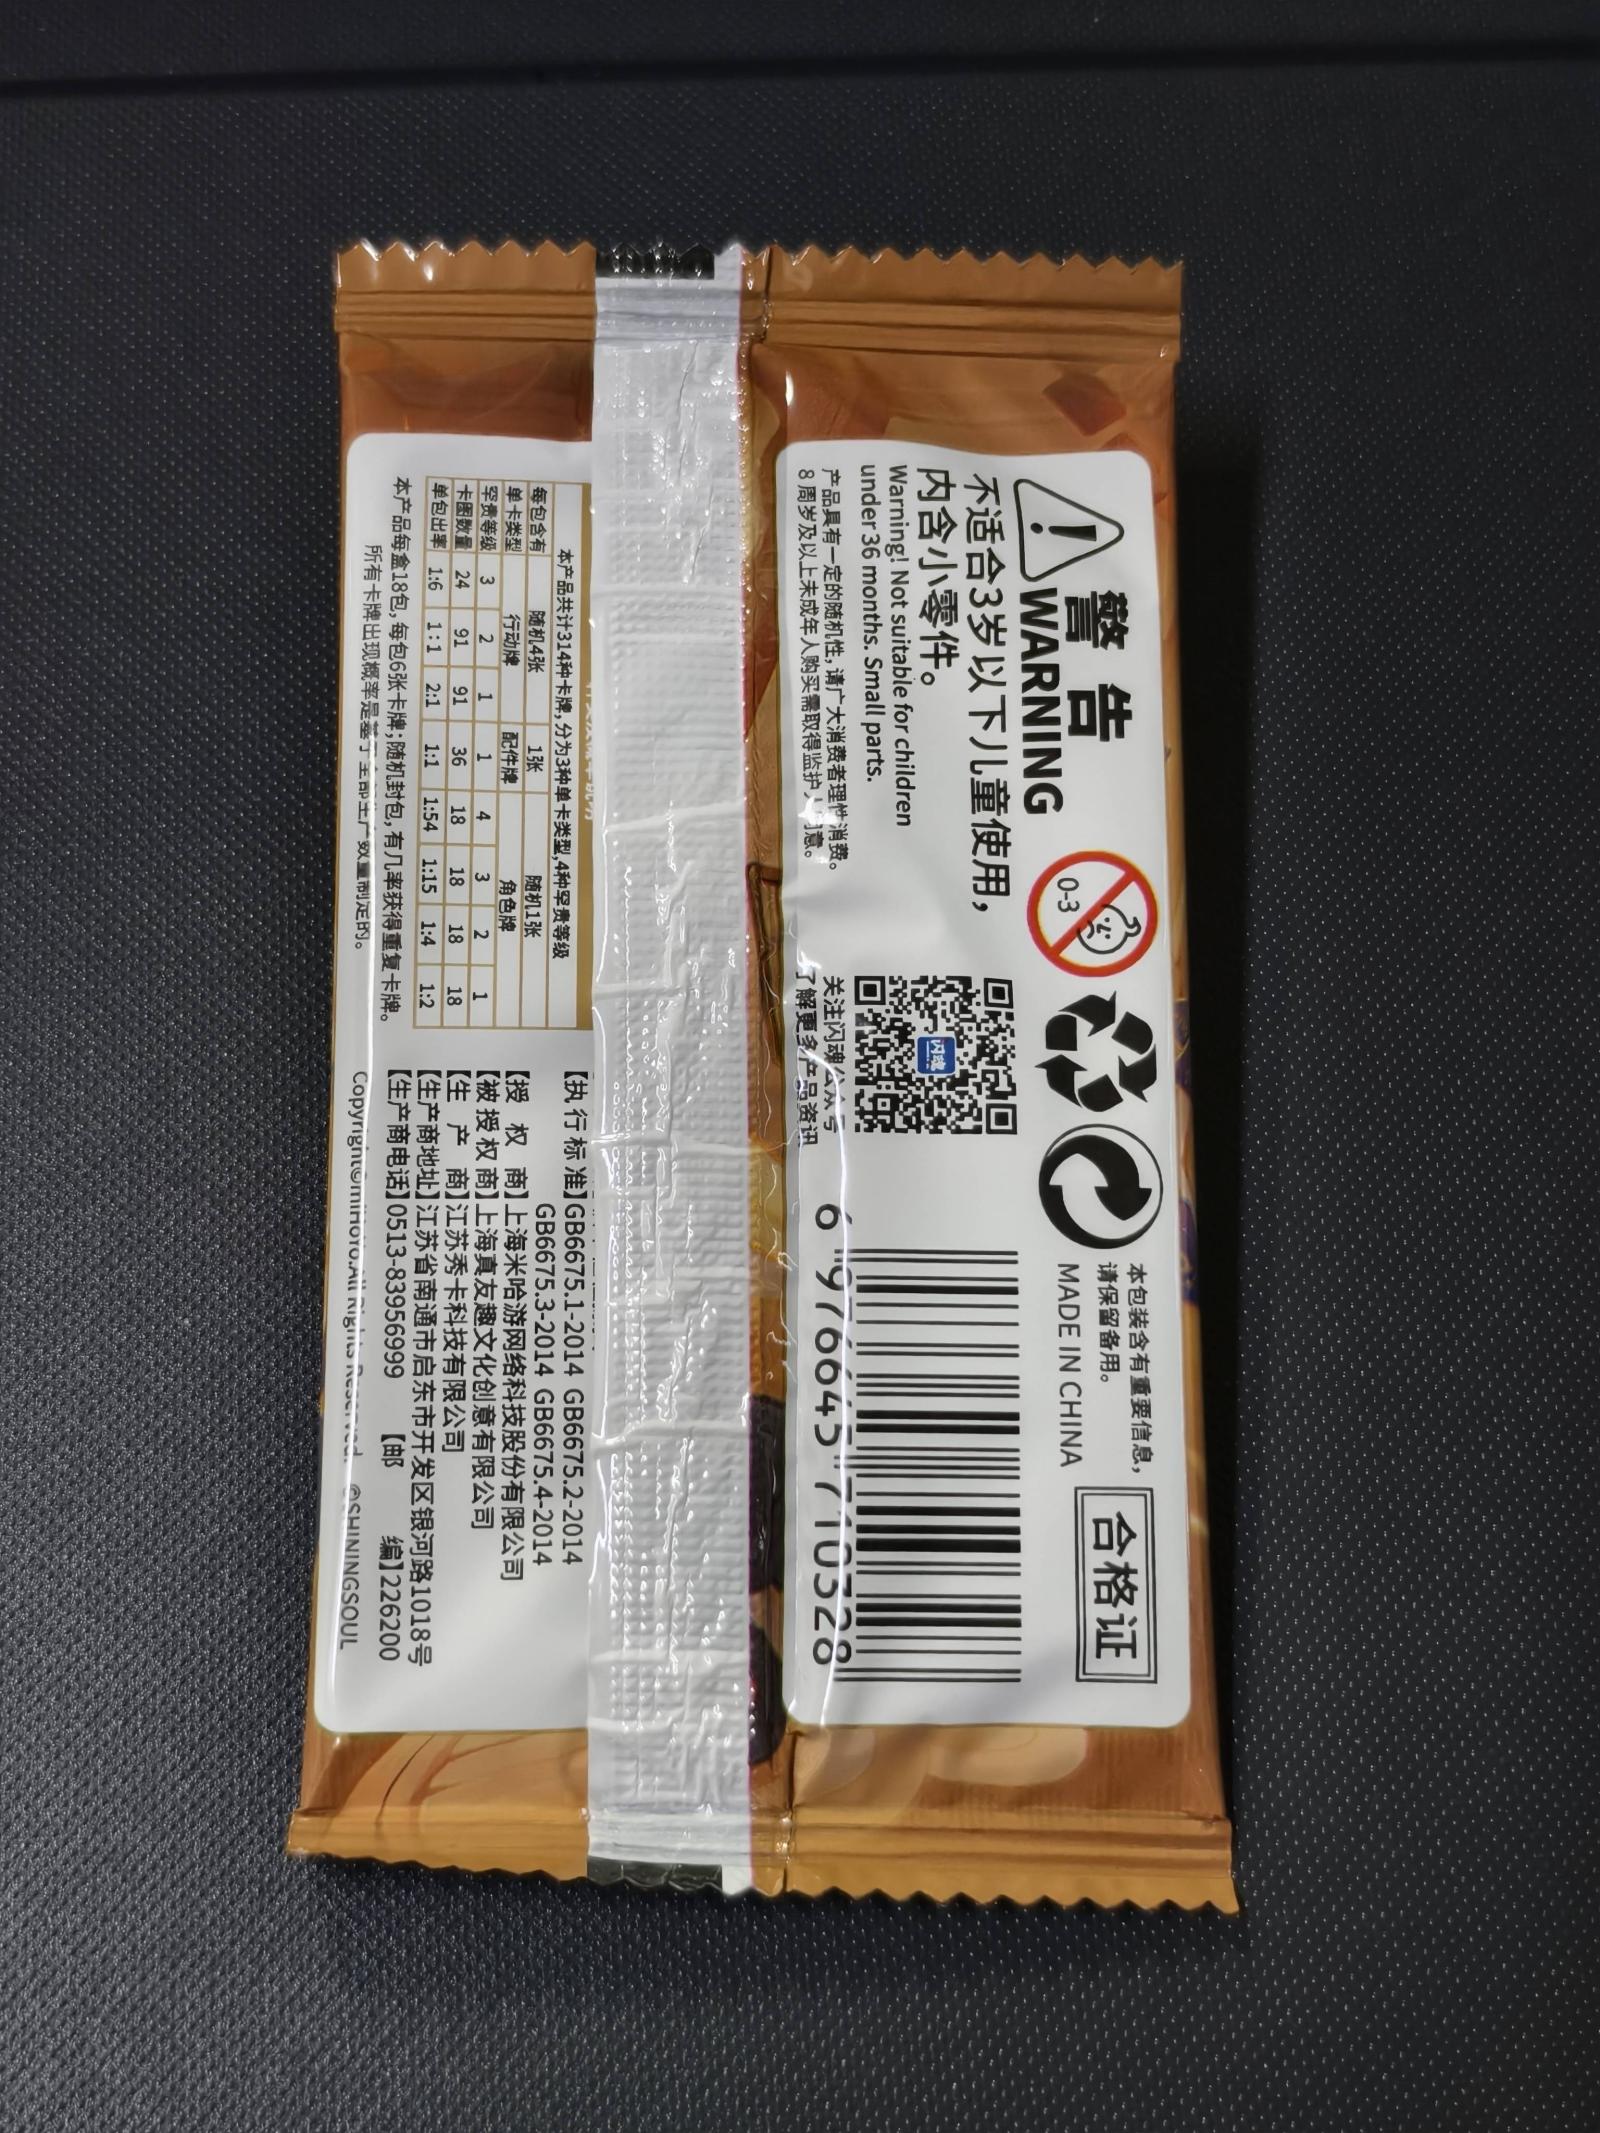 警告
WARNING
不适合3岁以下儿童使用，
内含小零件。
Warning! Not suitable for children
under 36 months. Small parts.
产品具有一定的随机性，请广大消费者理性消费。
8周岁及以上未成年人购买需取得监护人同意。
0-3
闪魂
关注闪魂公众号
了解更多产品资讯
本包装含有重要信息，
请保留备用。
MADE IN CHINA
合格证
6 976645 710328
本产品共计314种卡牌，分为3种单卡类型，4种罕贵等级
每包含有 随机4张 1张 随机1张
单卡类型 行动牌 配件牌 角色牌
罕贵等级 3 2 1 1 4 3 2 1
卡图数量 24 91 91 36 18 18 18 18
单包出率 1:6 1:1 2:1 1:1 1:54 1:15 1:4 1:2
本产品每盒18包，每包6张卡牌；随机封包，有几率获得重复卡牌。
所有卡牌出现概率是基于全部生产数量制定的。
【执行标准】GB6675.1-2014 GB6675.2-2014
GB6675.3-2014 GB6675.4-2014
【授权商】上海米哈游网络科技股份有限公司
【被授权商】上海真友趣文化创意有限公司
【生产商】江苏秀卡科技有限公司
【生产商地址】江苏省南通市启东市开发区银河路1018号
【生产商电话】0513-83956999 【邮编】226200
Copyright©miHoYo.All Rights Reserved. ©SHININGSOUL